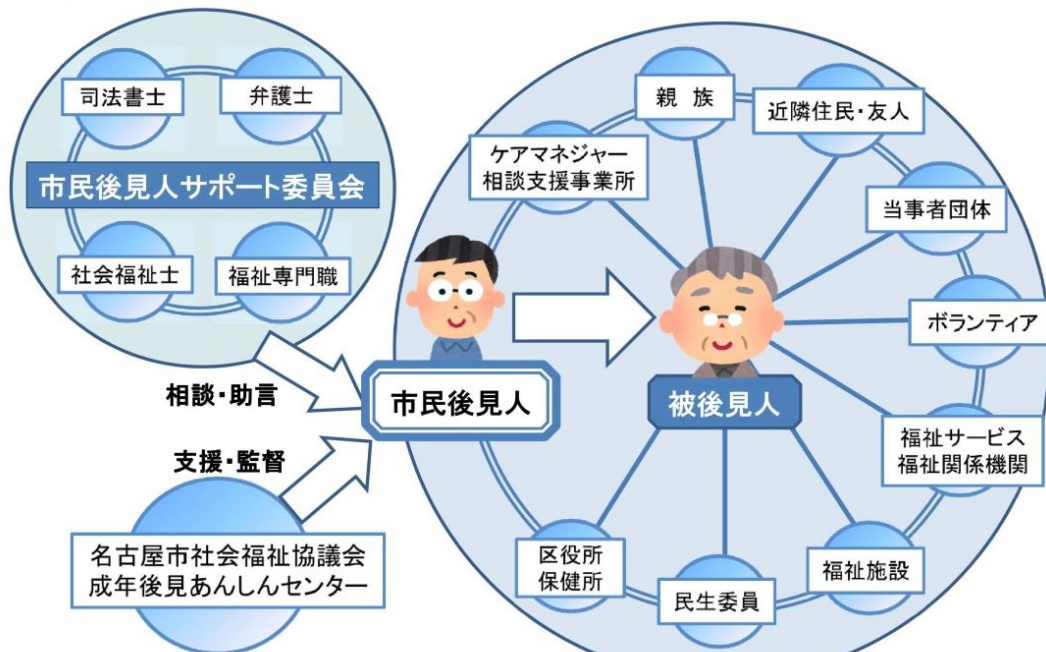 司法書士
弁護士
市民後見人サポート委員会
社会福祉士
福祉専門職
相談・助言
支援・監督
名古屋市社会福祉協議会
成年後見あんしんセンター
市民後見人
被後見人
ケアマネジャー
相談支援事業所
親 族
近隣住民・友人
当事者団体
ボランティア
福祉サービス
福祉関係機関
福祉施設
民生委員
区役所
保健所